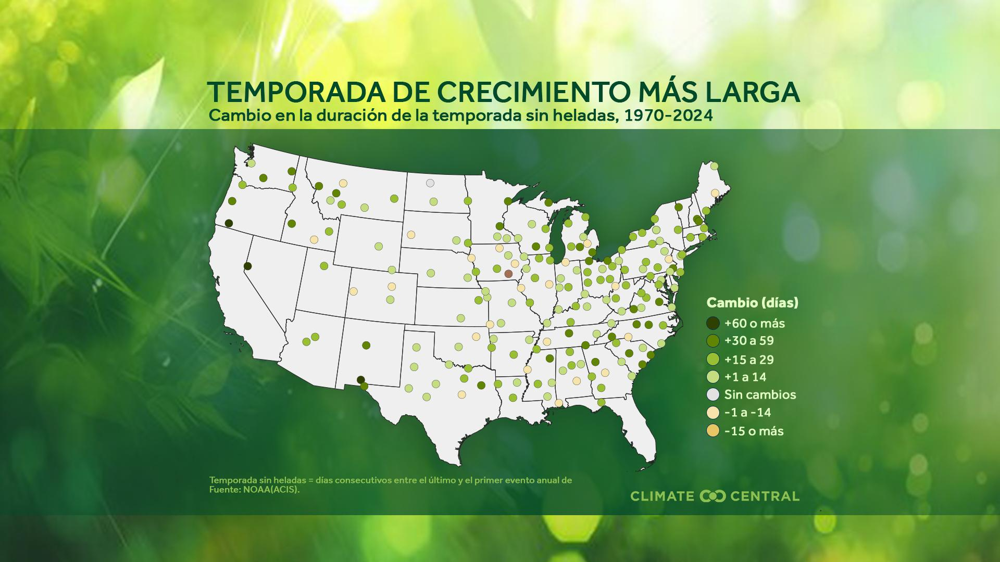 TEMPORADA DE CRECIMIENTO MÁS LARGA
Cambio en la duración de la temporada sin heladas, 1970-2024
Cambio (días)
+60 o más
+30 a 59
+15 a 29
+1 a 14
Sin cambios
-1 a -14
-15 o más
Temporada sin heladas = días consecutivos entre el último y el primer evento anual de
Fuente: NOAA(ACIS).
CLIMATE CENTRAL